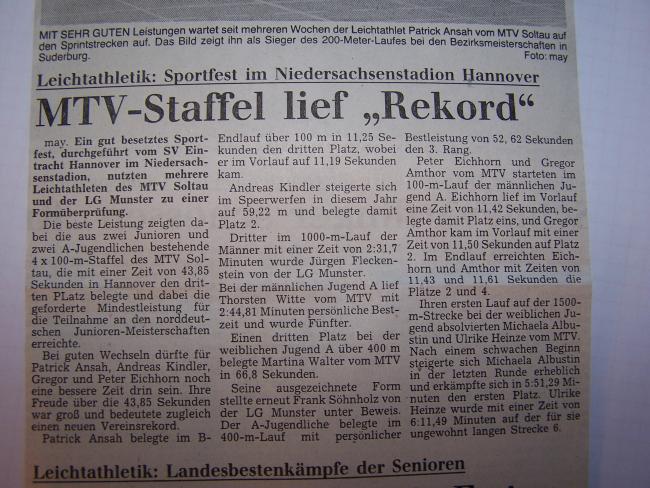 MIT SEHR GUTEN Leistungen wartet seit mehreren Wochen der Leichtathlet Patrick Ansah vom MTV Soltau
auf den Sprintstrecken auf. Das Bild zeigt ihn als Sieger des 200-Meter-Laufes bei den Bezirksmeisterschaften in
Suderburg. Foto: may
Leichtathletik: Sportfest im Niedersachsenstadion Hannover
MTV-Staffel lief „Rekord“
may. Ein gut besetztes Sport-
fest, durchgeführt vom SV Ein-
tracht Hannover im Niedersach-
senstadion, nutzten mehrere
Leichtathleten des MTV Soltau
und der LG Munster zu einer
Formüberprüfung.
Die beste Leistung zeigten da-
bei die aus zwei Junioren und
zwei A-Jugendlichen bestehende
4 x 100m-Staffel des MTV Sol-
tau, die mit einer Zeit von 43,85
Sekunden in Hannover den drit-
ten PLatz belegte und dabei die
geforderte Mindestleistung für
die Teilnahme an den norddeut-
schen Junioren-Meisterschaften
erreichte.
Bei guten Wechseln dürfte für
Patrick Ansah, Andreas Kindler,
Gregor und Peter Eichhorn noch
eine bessere Zeit drin sein. Ihre
Freude über die 43,85 Sekunden
war groß und bedeutete zugleich
einen neuen Vereinsrekord.
Patrick Ansah belegte im B-
Endlauf über 100 m in 11,25 Se-
kunden den dritten Platz, wobei
er im Vorlauf auf 11,19 Sekunden
kam.
Andreas Kindler steigerte sich
im Speerwerfen in diesem Jahr
auf 59,22 m und belegte damit
Platz 2.
Dritter im 1000-m-Lauf der
Männer mit einer Zeit von 2:31,7
Minuten wurde Jürgen Flecken-
stein von der LG Munster.
Bei der männlichen Jugend A lief
Thorsten Witte vom MTV mit
2:44,81 Minuten persönliche Best-
zeit und wurde Fünfter.
Einen dritten Platz bei der
weiblichen Jugend A über 400 m
belegte Martina Walter vom MTV
in 66,8 Sekunden.
Seine ausgezeichnete Form
stellte erneut Frank Söhnholz von
der LG Munster unter Beweis.
Der A-Jugendliche belegte im
400-m-Lauf mit persönlicher
Bestleistung von 52, 62 Sekunden
den 3. Rang.
Peter Eichhorn und Gregor
Amthor vom MTV starteten im
100-m-Lauf der männlichen Ju-
gend A. Eichhorn lief im Vorlauf
eine Zeit von 11,42 Sekunden, be-
legte damit Platz eins, und Gregor
Amthor kam im Vorlauf mit einer
Zeit von 11,50 Sekunden auf Platz
2. Im Endlauf erreichten Eich-
horn und Amthor mit Zeiten von
11,43 und 11,61 Sekunden die
Plätze 2 und 4.
Ihren ersten Lauf auf der 1500-
m-Strecke bei der weiblichen Ju-
gend absolvierten Michaela Albu-
stin und Ulrike Heinze vom MTV.
Nach einem schwachen Beginn
steigerte sich Michaela Albustin
in der letzten Runde erheblich
und erkämpfte sich in 5:51,29 Mi-
nuten den ersten Platz. Ulrike
Heinze wurde mit einer Zeit von
6:11,49 Minuten auf der für sie
ungewohnt langen Strecke 6.
Leichtathletik: Landesbestenkämpfe der Senioren